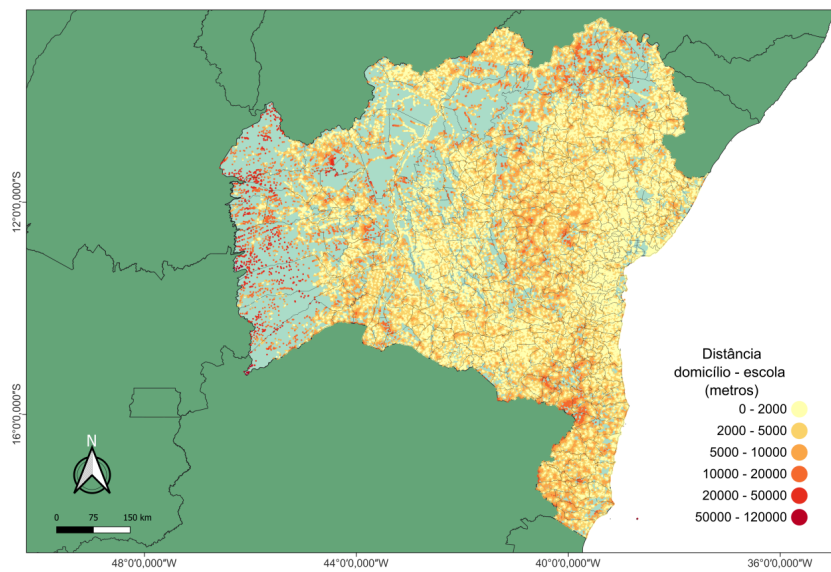 12°0'0,000"S
16°0'0,000"S
Distância
domicílio - escola
(metros)
0 - 2000
2000 - 5000
5000 - 10000
10000 - 20000
20000 - 50000
50000 - 120000
N
0 75 150 km
48°0'0,000"W 44°0'0,000"W 40°0'0,000"W 36°0'0,000"W